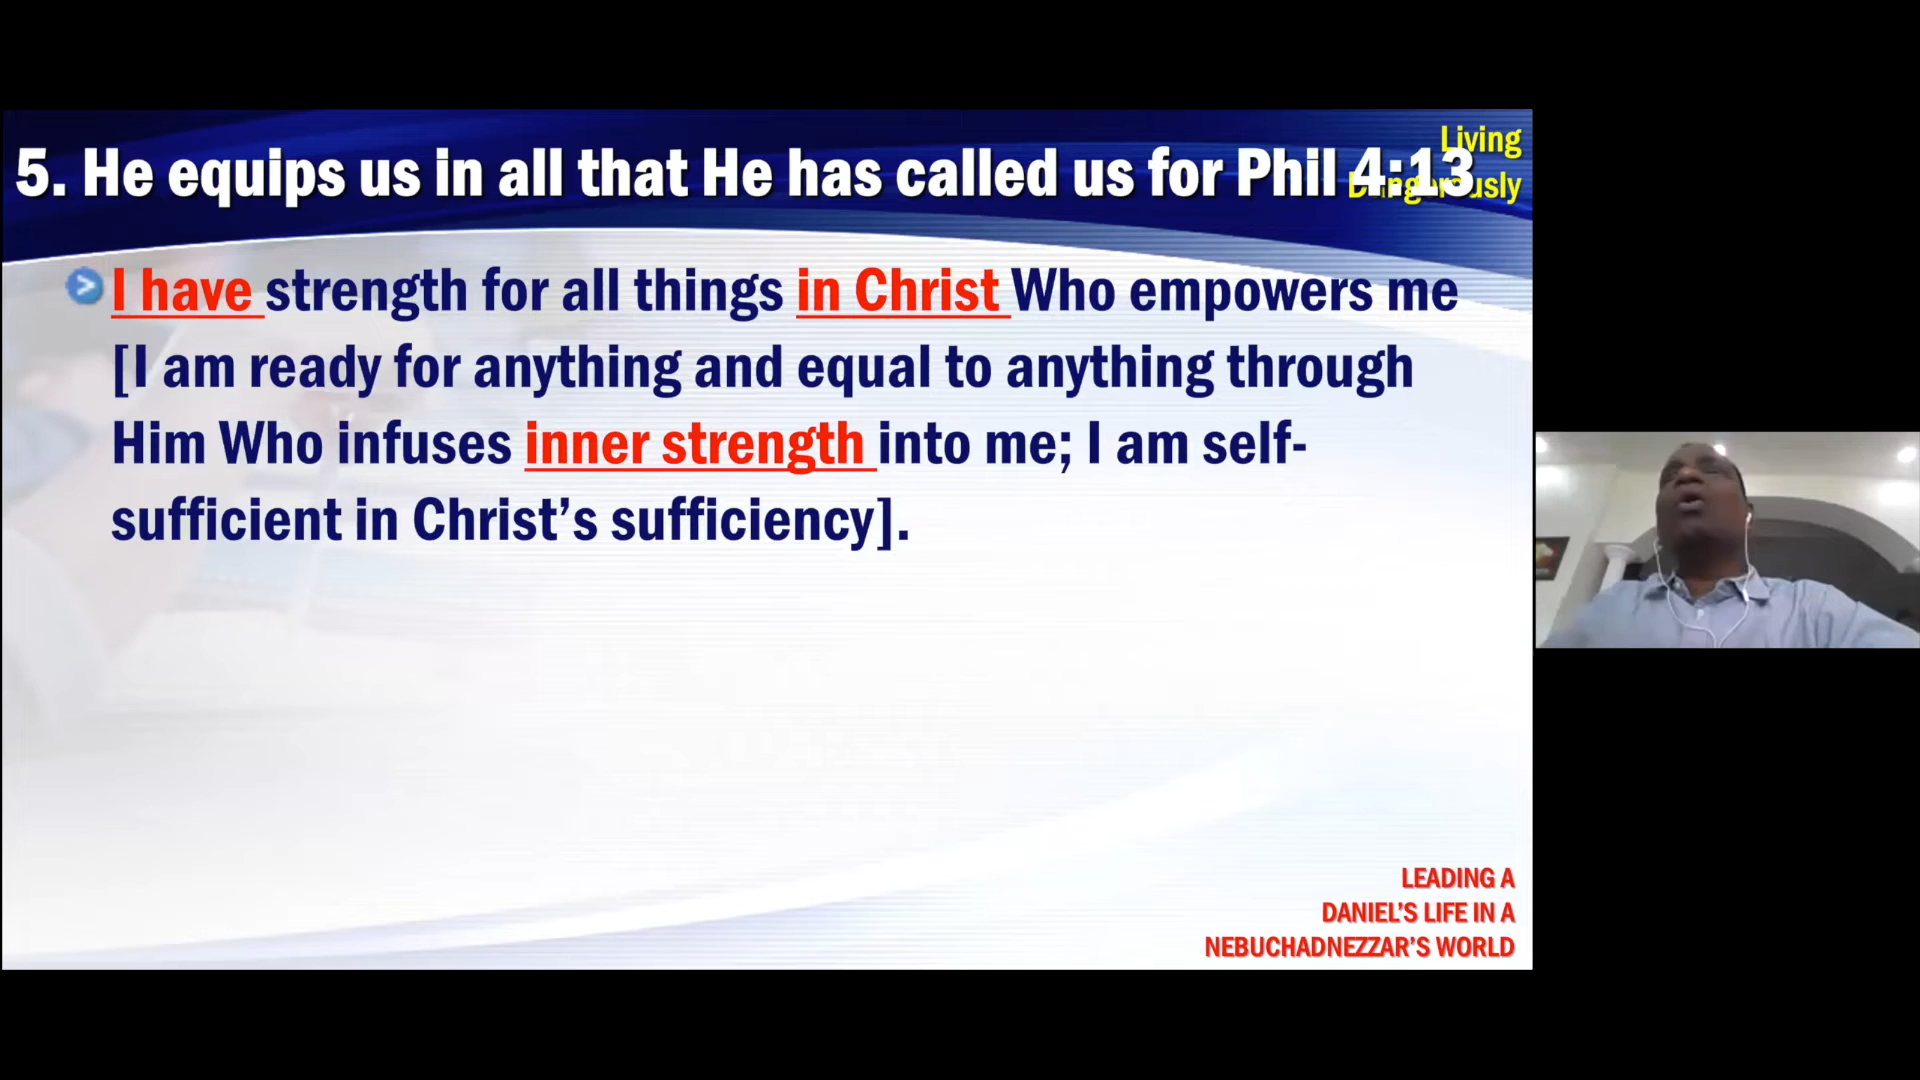 5. He equips us in all that He has called us for Phil 4:13
Living
Dangerously
I have strength for all things in Christ Who empowers me
[I am ready for anything and equal to anything through
Him Who infuses inner strength into me; I am self-
sufficient in Christ’s sufficiency].
LEADING A
DANIEL’S LIFE IN A
NEBUCHADNEZZAR’S WORLD